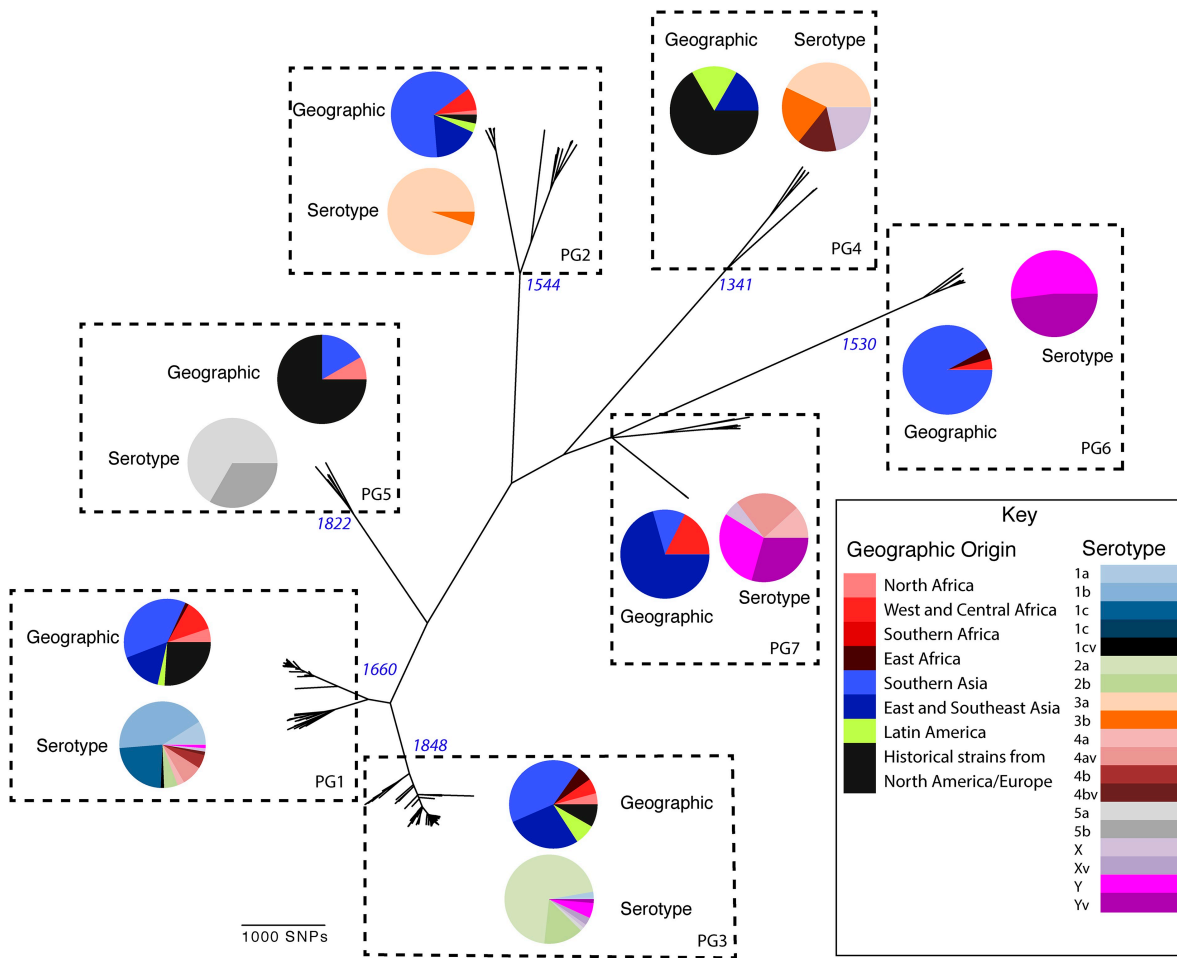 Geographic Serotype
PG4
1341
Geographic
Serotype
PG2
1544
Serotype
Geographic
PG6
1530
Geographic
Serotype
PG5
1822
Geographic
Serotype
PG7
Geographic
Serotype
PG1
1660
1848
Geographic
Serotype
PG3
1000 SNPs
Key
Geographic Origin
North Africa
West and Central Africa
Southern Africa
East Africa
Southern Asia
East and Southeast Asia
Latin America
Historical strains from
North America/Europe
Serotype
1a
1b
1c
1c
1cv
2a
2b
3a
3b
4a
4av
4b
4bv
5a
5b
X
Xv
Y
Yv